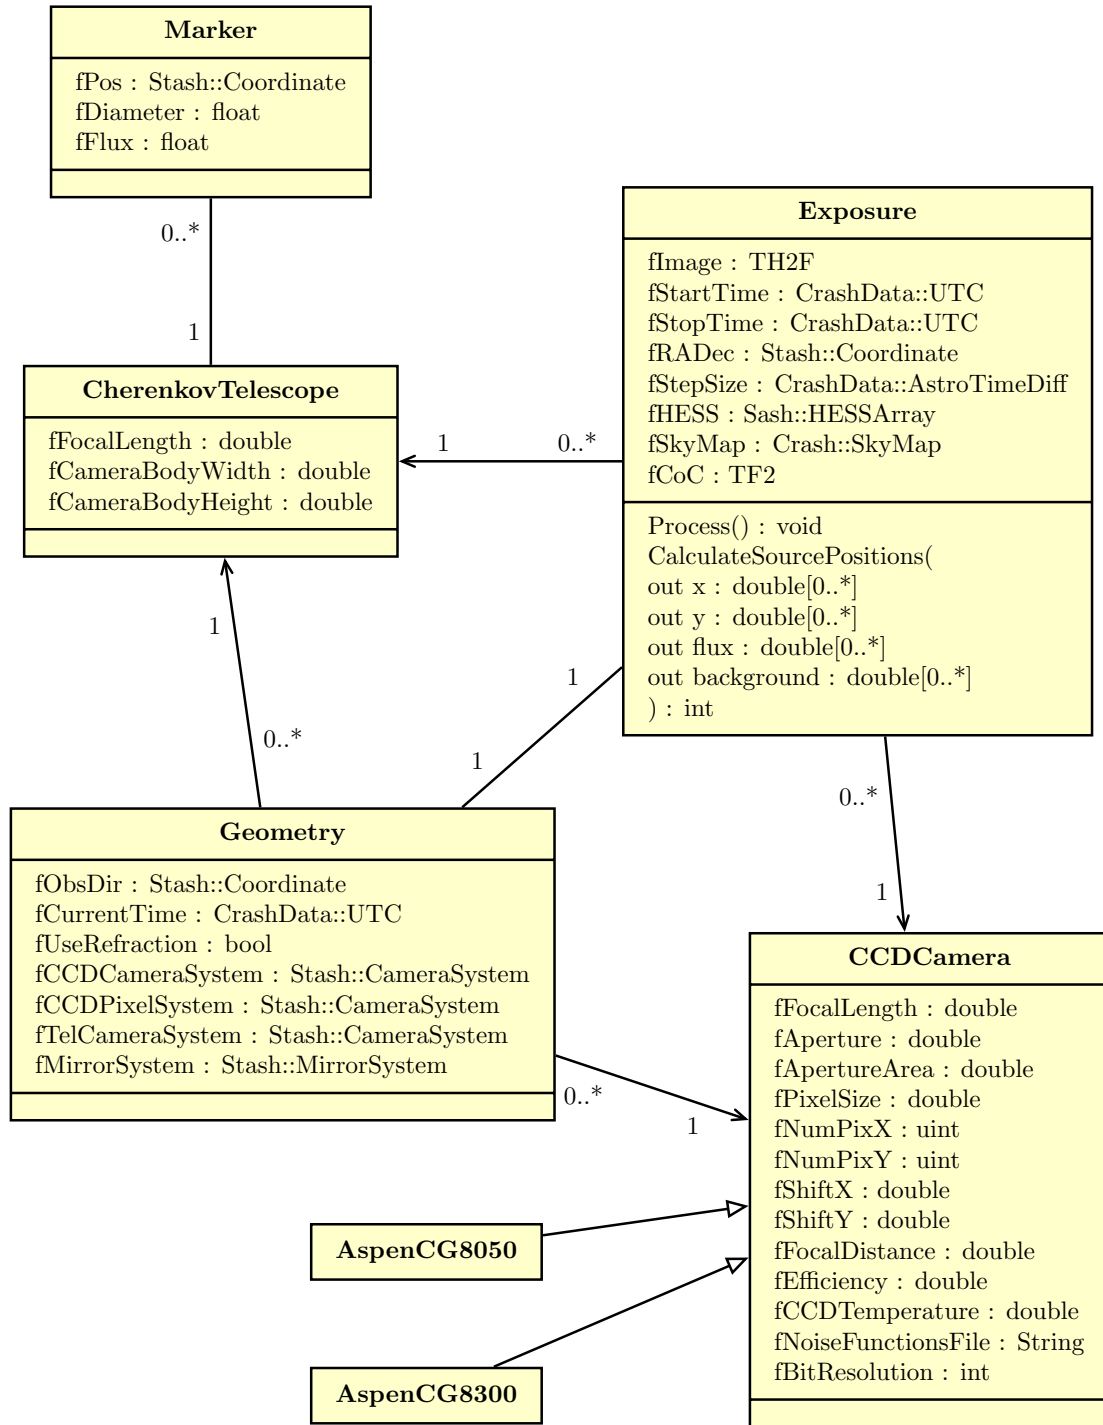 Marker
fPos : Stash::Coordinate
fDiameter : float
fFlux : float
0..*
1
CherenkovTelescope
fFocalLength : double
fCameraBodyWidth : double
fCameraBodyHeight : double
1
0..*
Exposure
fImage : TH2F
fStartTime : CrashData::UTC
fStopTime : CrashData::UTC
fRADec : Stash::Coordinate
fStepSize : CrashData::AstroTimeDiff
fHESS : Sash::HESSArray
fSkyMap : Crash::SkyMap
fCoC : TF2
Process() : void
CalculateSourcePositions(
out x : double[0..*]
out y : double[0..*]
out flux : double[0..*]
out background : double[0..*]
) : int
1
0..*
1
1
0..*
1
Geometry
fObsDir : Stash::Coordinate
fCurrentTime : CrashData::UTC
fUseRefraction : bool
fCCDCameraSystem : Stash::CameraSystem
fCCDPixelSystem : Stash::CameraSystem
fTelCameraSystem : Stash::CameraSystem
fMirrorSystem : Stash::MirrorSystem
0..*
1
CCDCamera
fFocalLength : double
fAperture : double
fApertureArea : double
fPixelSize : double
fNumPixX : uint
fNumPixY : uint
fShiftX : double
fShiftY : double
fFocalDistance : double
fEfficiency : double
fCCDTemperature : double
fNoiseFunctionsFile : String
fBitResolution : int
AspenCG8050
AspenCG8300